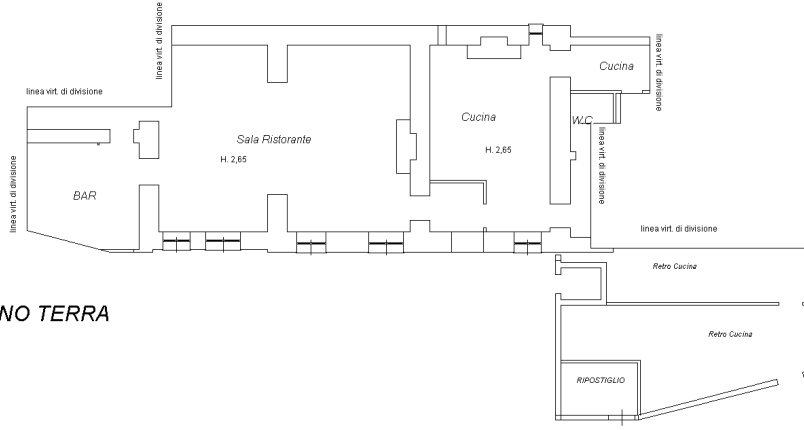 linea virt. di divisione
linea virt. di divisione
linea virt. di divisione
Cucina
Cucina
W.C
Sala Ristorante
H. 2,65
H. 2,65
linea virt. di divisione
linea virt. di divisione
BAR
linea virt. di divisione
Retro Cucina
NO TERRA
Retro Cucina
RIPOSTIGLIO